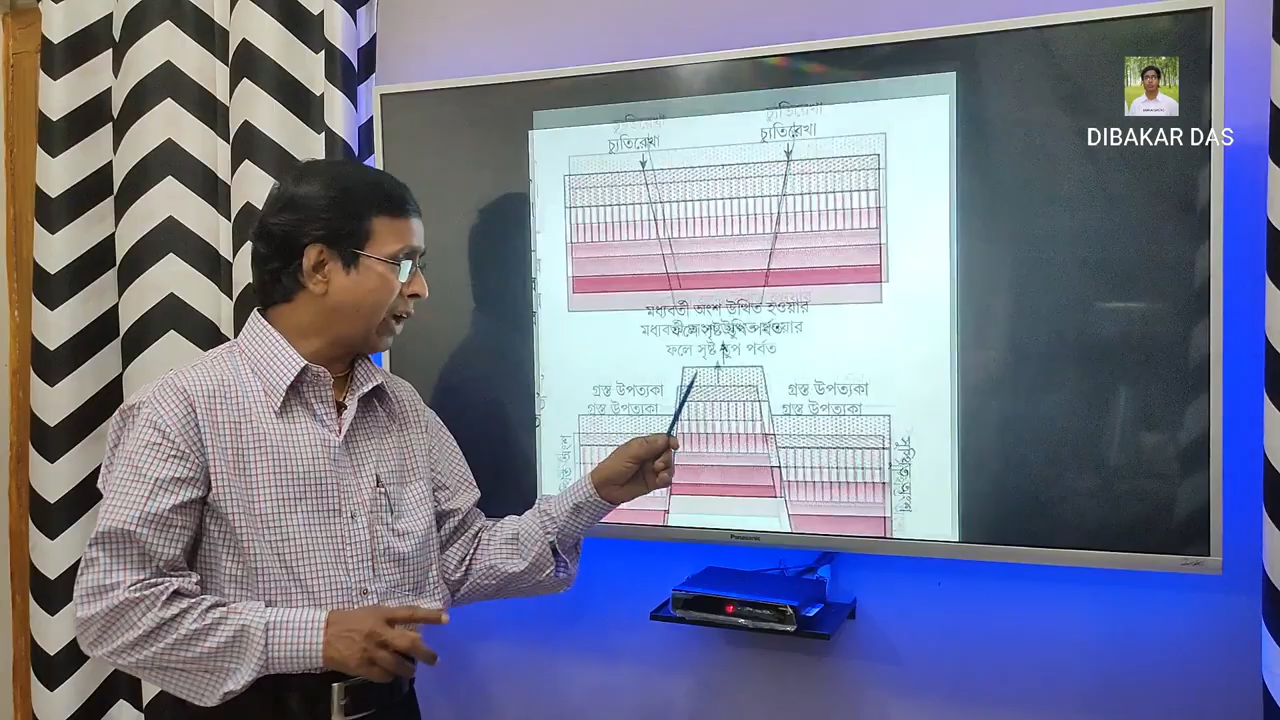 DIBAKAR DAS
চ্যুতিরেখা
চ্যুতিরেখা
চ্যুতিরেখা
চ্যুতিরেখা
মধ্যবর্তী অংশ উত্থিত হওয়ার
ফলে সৃষ্ট স্তূপ পর্বত
গ্রস্ত উপত্যকা
গ্রস্ত উপত্যকা
গ্রস্ত উপত্যকা
গ্রস্ত উপত্যকা
অংশ
Panasonic